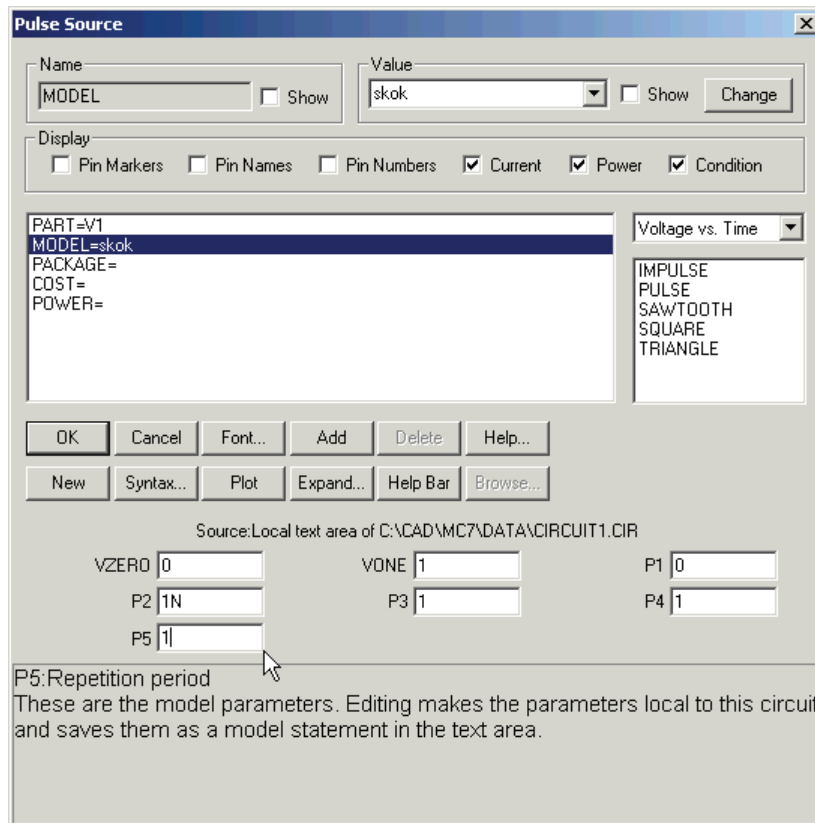 Pulse Source
Name
MODEL
Show
Value
skok
Show
Change
Display
Pin Markers
Pin Names
Pin Numbers
Current
Power
Condition
PART=V1
MODEL=skok
PACKAGE=
COST=
POWER=
Voltage vs. Time
IMPULSE
PULSE
SAWTOOTH
SQUARE
TRIANGLE
OK
Cancel
Font...
Add
Delete
Help...
New
Syntax...
Plot
Expand...
Help Bar
Browse...
Source:Local text area of C:\CAD\MC7\DATA\CIRCUIT1.CIR
VZERO 0
VONE 1
P1 0
P2 1N
P3 1
P4 1
P5 1
P5:Repetition period
These are the model parameters. Editing makes the parameters local to this circuit
and saves them as a model statement in the text area.